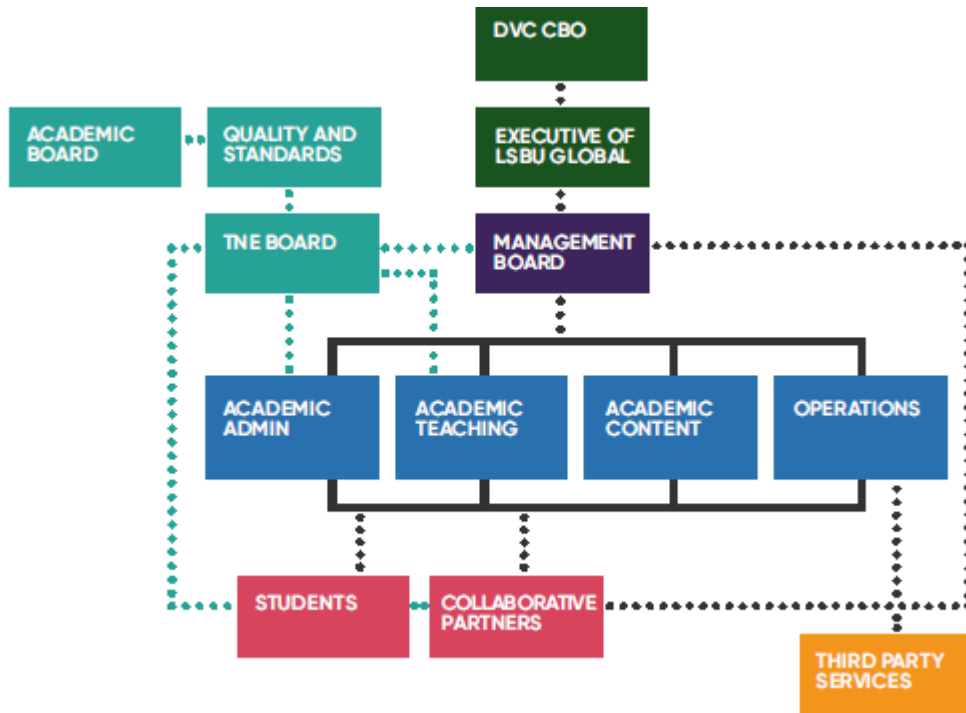 DVC CBO
ACADEMIC
BOARD
QUALITY AND
STANDARDS
EXECUTIVE OF
LSBU GLOBAL
TNE BOARD
MANAGEMENT
BOARD
ACADEMIC
ADMIN
ACADEMIC
TEACHING
ACADEMIC
CONTENT
OPERATIONS
STUDENTS
COLLABORATIVE
PARTNERS
THIRD PARTY
SERVICES